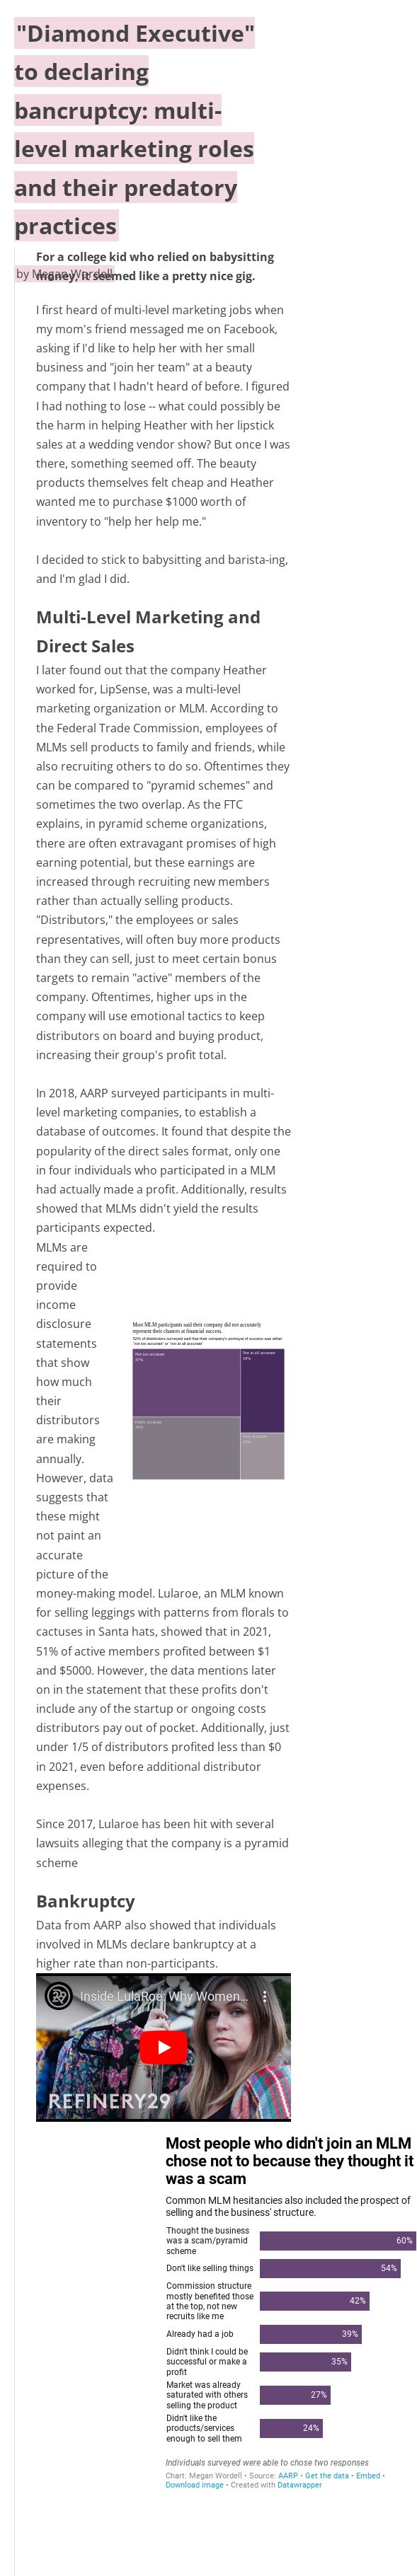 "Diamond Executive"
to declaring
bancruptcy: multi-
level marketing roles
and their predatory
practices
by Megan Wordell
For a college kid who relied on babysitting
money, it seemed like a pretty nice gig.
I first heard of multi-level marketing jobs when
my mom's friend messaged me on Facebook,
asking if I'd like to help her with her small
business and "join her team" at a beauty
company that I hadn't heard of before. I figured
I had nothing to lose -- what could possibly be
the harm in helping Heather with her lipstick
sales at a wedding vendor show? But once I was
there, something seemed off. The beauty
products themselves felt cheap and Heather
wanted me to purchase $1000 worth of
inventory to "help her help me."
I decided to stick to babysitting and barista-ing,
and I'm glad I did.
Multi-Level Marketing and
Direct Sales
I later found out that the company Heather
worked for, LipSense, was a multi-level
marketing organization or MLM. According to
the Federal Trade Commission, employees of
MLMs sell products to family and friends, while
also recruiting others to do so. Oftentimes they
can be compared to "pyramid schemes" and
sometimes the two overlap. As the FTC
explains, in pyramid scheme organizations,
there are often extravagant promises of high
earning potential, but these earnings are
increased through recruiting new members
rather than actually selling products.
"Distributors," the employees or sales
representatives, will often buy more products
than they can sell, just to meet certain bonus
targets to remain "active" members of the
company. Oftentimes, higher ups in the
company will use emotional tactics to keep
distributors on board and buying product,
increasing their group's profit total.
In 2018, AARP surveyed participants in multi-
level marketing companies, to establish a
database of outcomes. It found that despite the
popularity of the direct sales format, only one
in four individuals who participated in a MLM
had actually made a profit. Additionally, results
showed that MLMs didn't yield the results
participants expected.
MLMs are
required to
provide
income
disclosure
statements
that show
how much
their
distributors
are making
annually.
However, data
suggests that
these might
not paint an
accurate
picture of the
Most MLM participants said their company did not accurately
represent their chances at financial success.
52% of distributors surveyed said that their company's portrayal of success was either
"not too accurate" or "not at all accurate"
Not too accurate
Not at all accurate
Fairly accurate
Very accurate
money-making model. Lularoe, an MLM known
for selling leggings with patterns from florals to
cactuses in Santa hats, showed that in 2021,
51% of active members profited between $1
and $5000. However, the data mentions later
on in the statement that these profits don't
include any of the startup or ongoing costs
distributors pay out of pocket. Additionally, just
under 1/5 of distributors profited less than $0
in 2021, even before additional distributor
expenses.
Since 2017, Lularoe has been hit with several
lawsuits alleging that the company is a pyramid
scheme
Bankruptcy
Data from AARP also showed that individuals
involved in MLMs declare bankruptcy at a
higher rate than non-participants.
29
Inside LulaRoe: Why Women...
REFINERY29
Most people who didn't join an MLM
chose not to because they thought it
was a scam
Common MLM hesitancies also included the prospect of
selling and the business' structure.
Thought the business
was a scam/pyramid
scheme
60%
Don't like selling things
54%
Commission structure
mostly benefited those
at the top, not new
recruits like me
42%
Already had a job
39%
Didn't think I could be
successful or make a
profit
35%
Market was already
saturated with others
selling the product
27%
Didn't like the
products/services
enough to sell them
24%
Individuals surveyed were able to chose two responses
Chart: Megan Wordell • Source: AARP • Get the data • Embed •
Download image • Created with Datawrapper